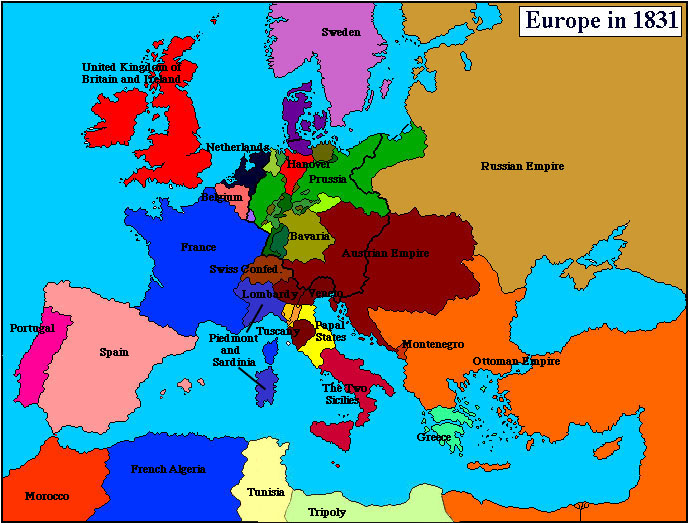 Europe in 1831
Sweden
United Kingdom of
Britain and Ireland
Netherlands
Hanover
Russian Empire
Prussia
Belgium
Bavaria
France
Austrian Empire
Swiss Confed.
Lombardy
Veneto
Portugal
Tuscany
Papal
States
Piedmont
and
Sardinia
Montenegro
Spain
Ottoman Empire
The Two
Sicilies
Greece
French Algeria
Morocco
Tunisia
Tripoly